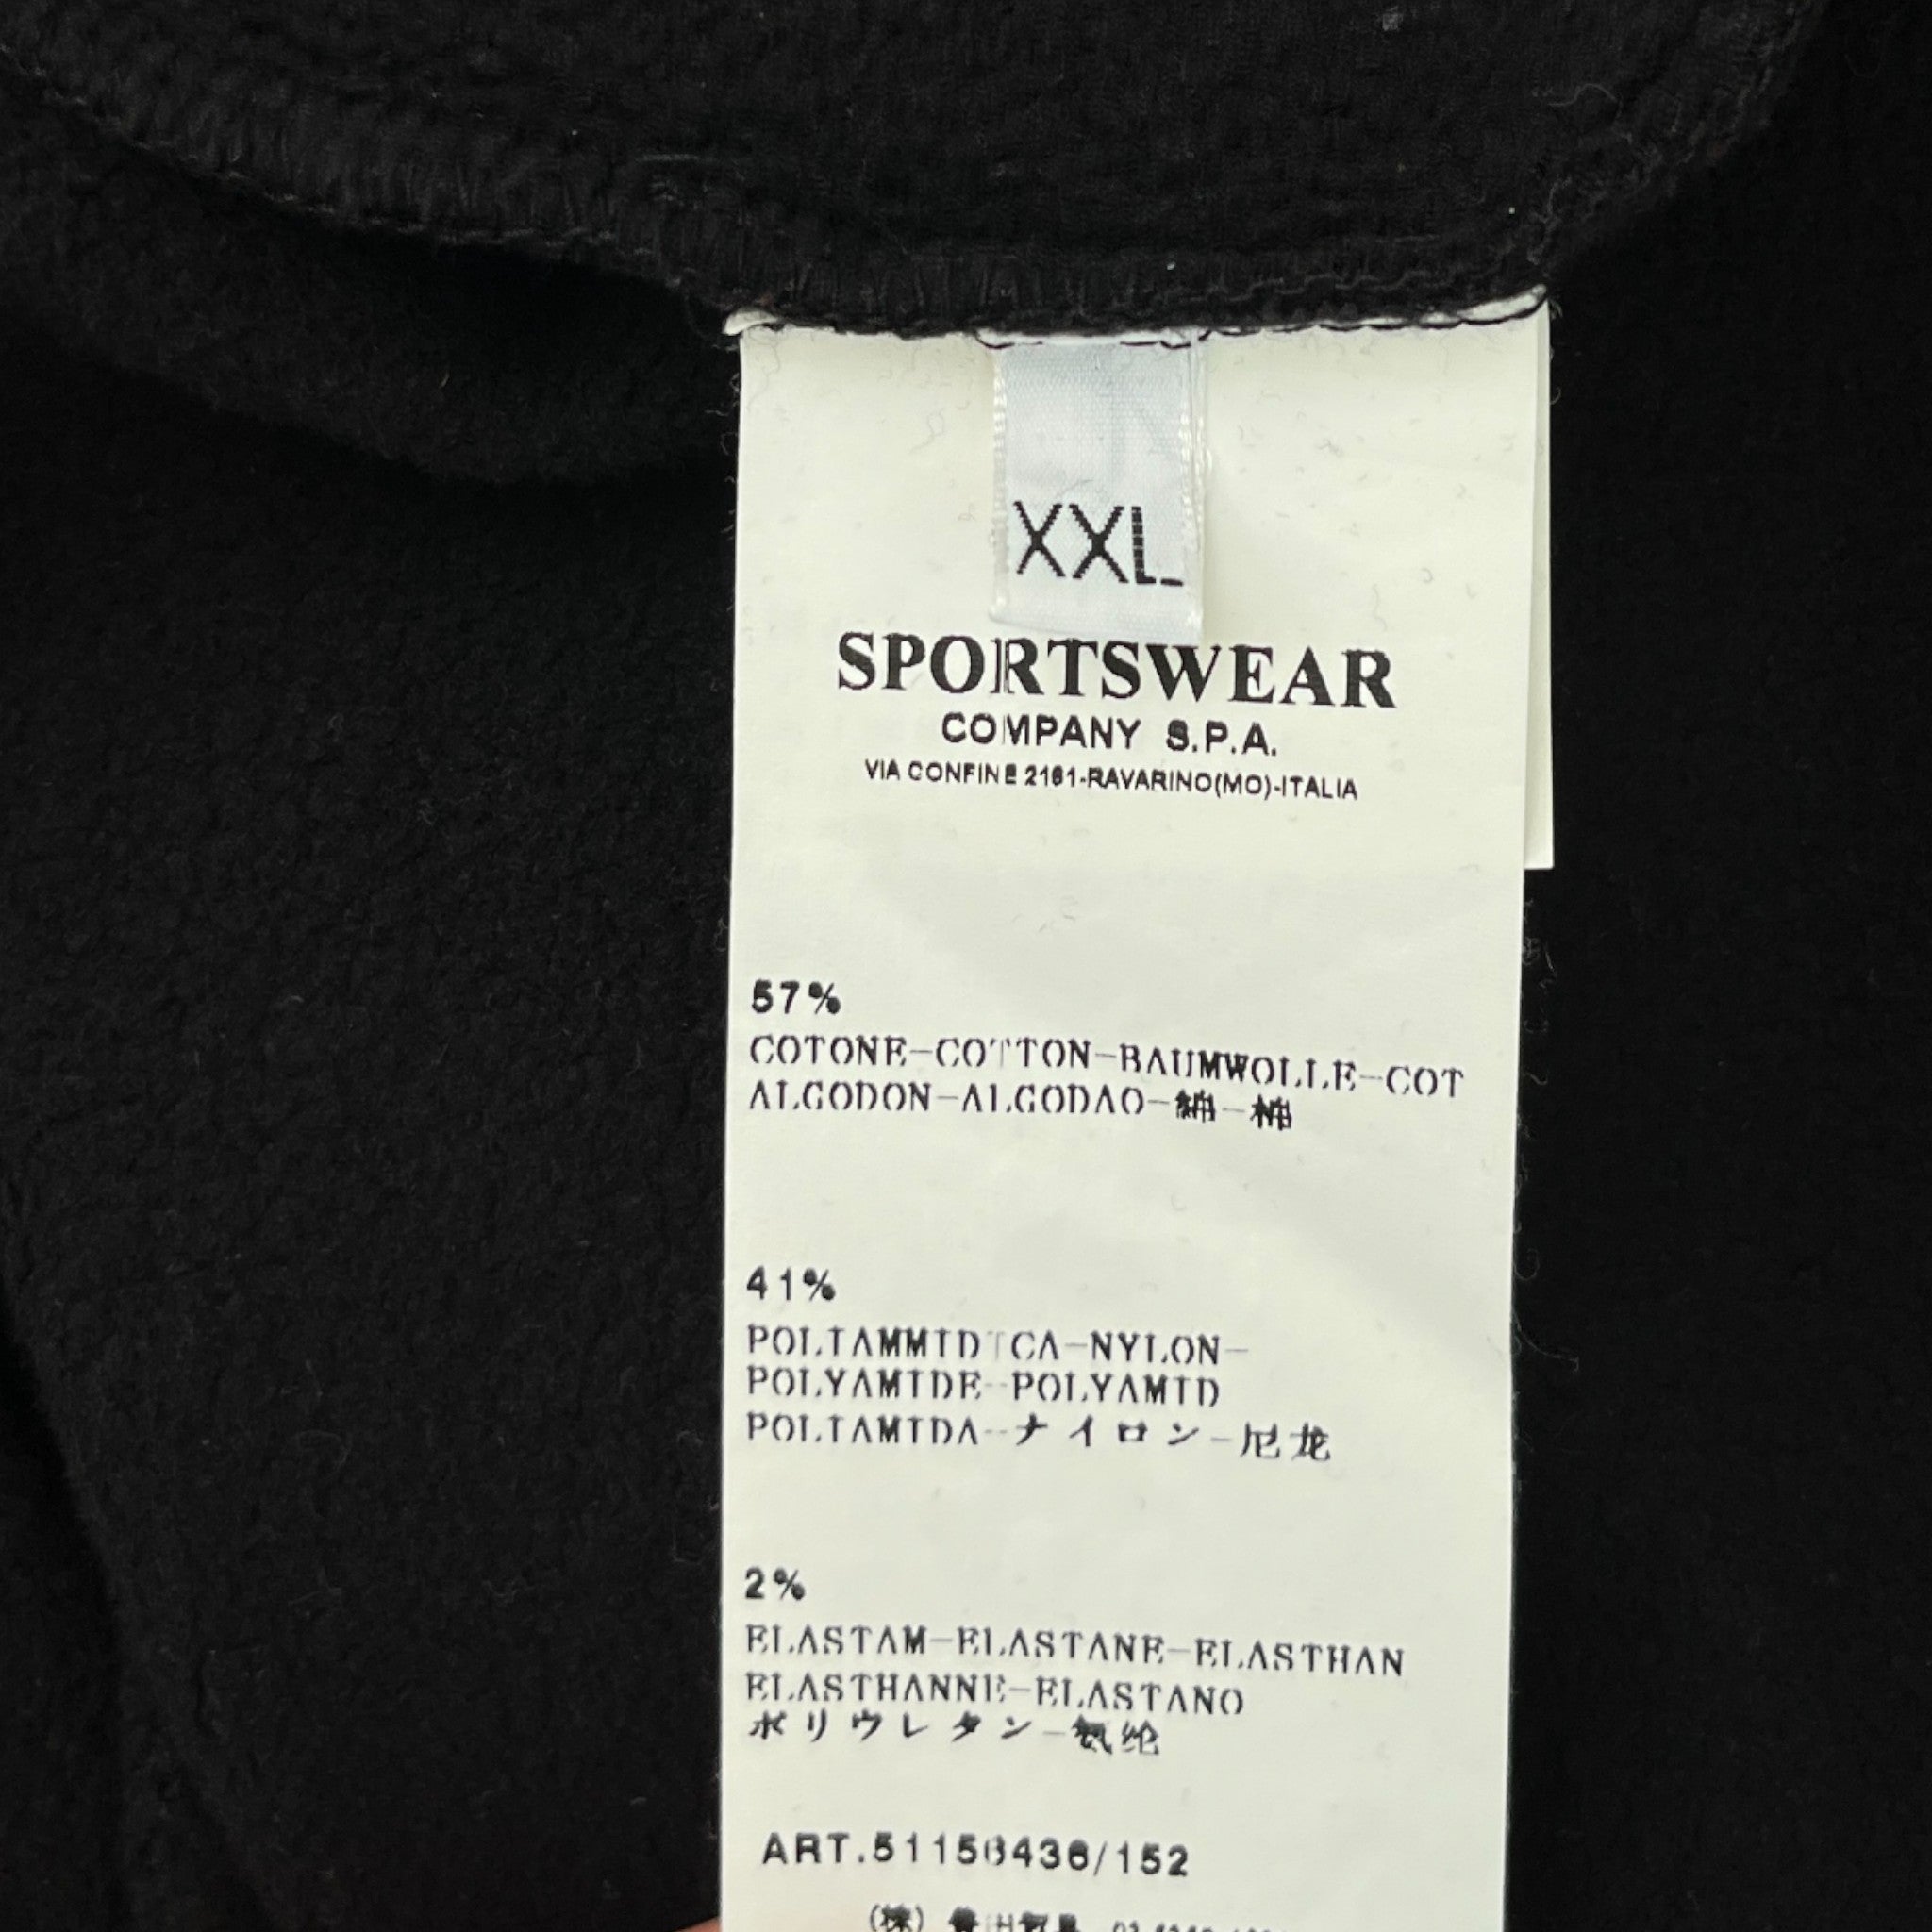 XXL
SPORTSWEAR
COMPANY S.P.A.
VIA CONFINE 2161-RAVARINO(MO)-ITALIA
57%
COTONE-COTTON-BAUMWOLLE-COT
ALGODON-ALGODAO-綿-棉
41%
POLIAMMIDICA-NYLON-
POLYAMIDE-POLYAMID
POLIAMIDA-ナイロン-尼龙
2%
ELASTAM-ELASTANE-ELASTHAN
ELASTHANNE-ELASTANO
ポリウレタン-氨纶
ART.51156436/152
(株)